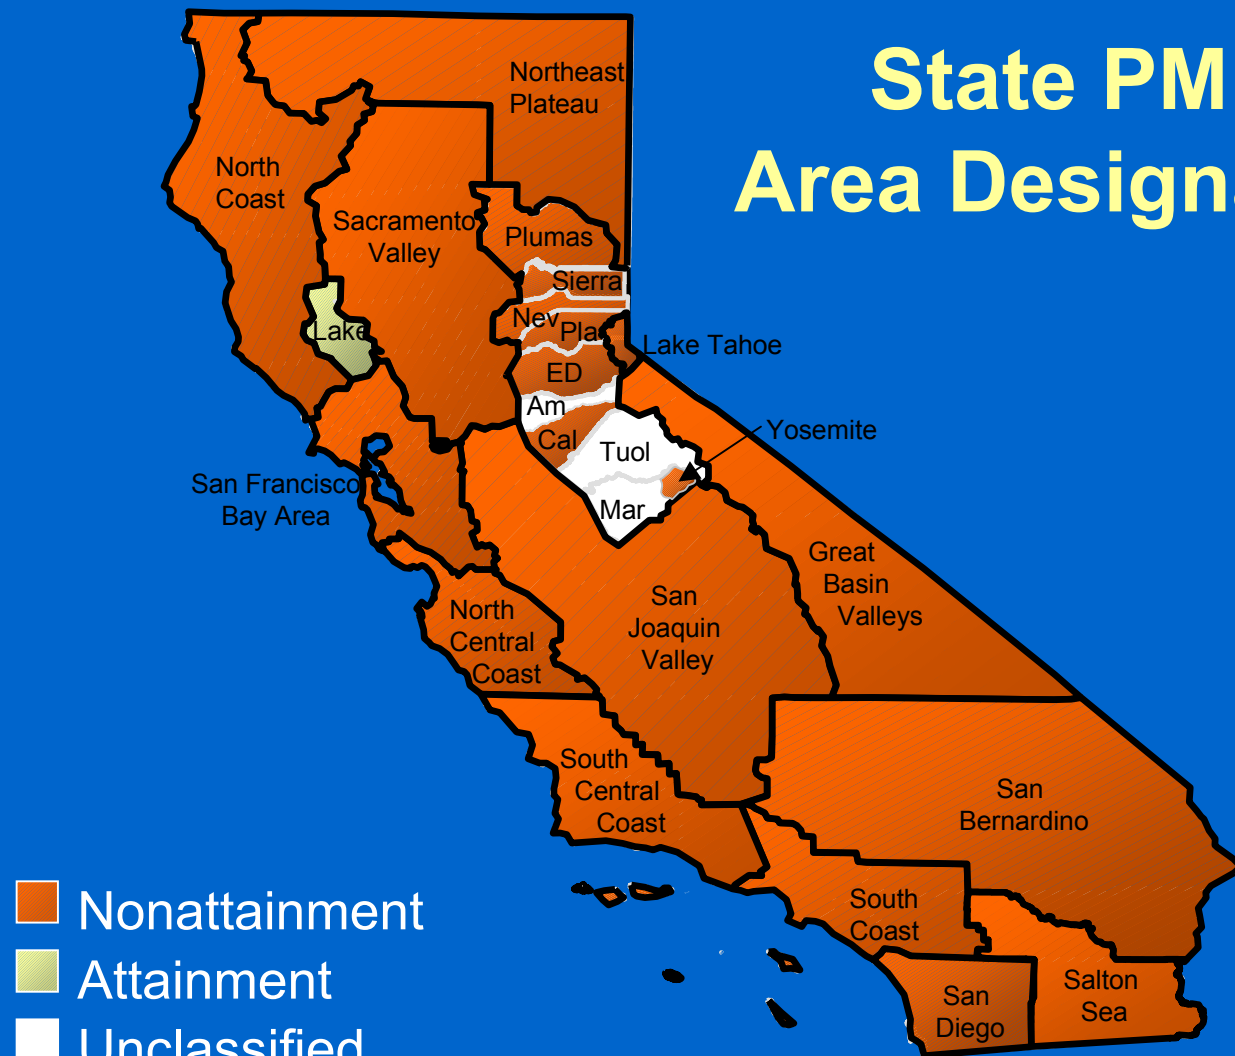 State PM
Area Design
Northeast
Plateau
North
Coast
Sacramento
Valley
Plumas
Sierra
Nev
Pla
Lake
Lake Tahoe
ED
Am
Cal
Tuol
Yosemite
Mar
San Francisco
Bay Area
Great
Basin
Valleys
San
Joaquin
Valley
North
Central
Coast
South
Central
Coast
San
Bernardino
South
Coast
Salton
Sea
San
Diego
Nonattainment
Attainment
Unclassified